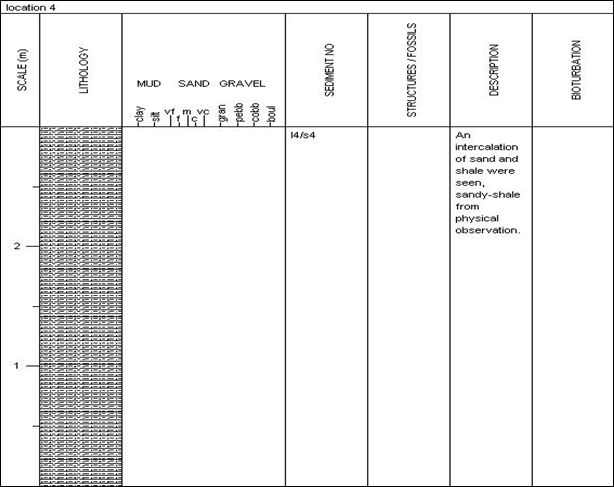 location 4
SCALE (m)
LITHOLOGY
MUD SAND GRAVEL
clay
silt
vf
f
m
c
vc
gran
pebb
cobb
boul
SEDIMENT NO
STRUCTURES / FOSSILS
DESCRIPTION
BIOTURBATION
l4/s4
An
intercalation
of sand and
shale were
seen,
sandy-shale
from
physical
observation.
2
1